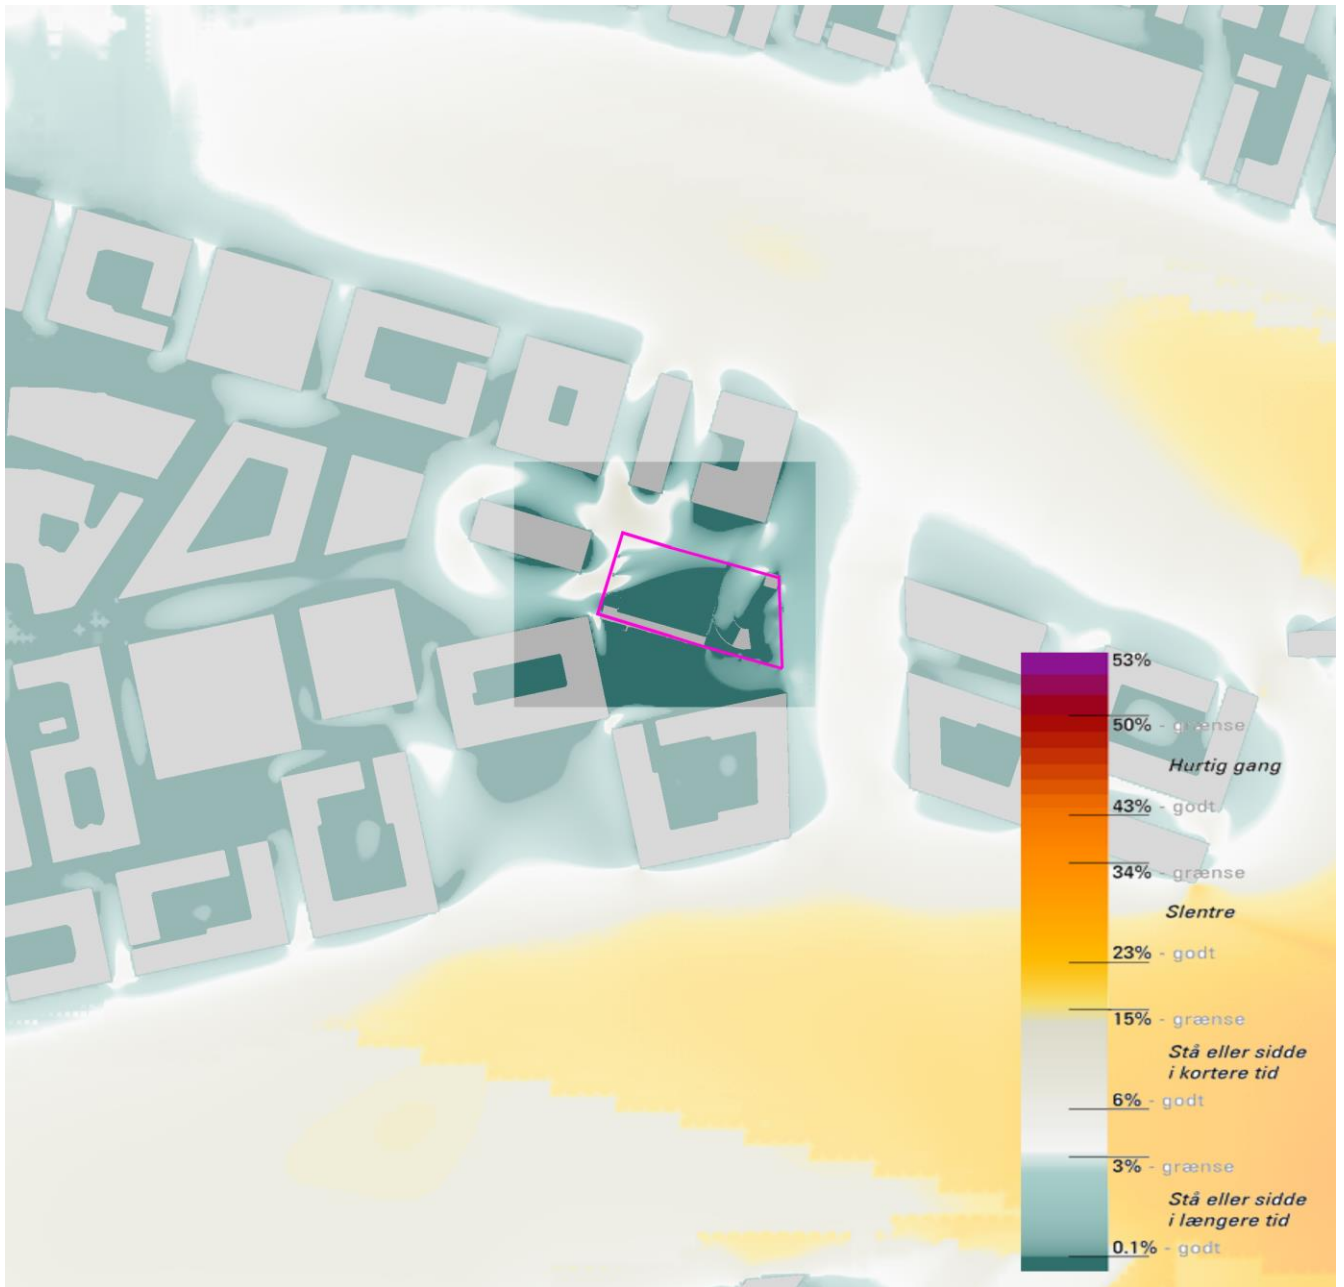 53%
50% - grænse
Hurtig gang
43% - godt
34% - grænse
Slentre
23% - godt
15% - grænse
Stå eller sidde
i kortere tid
6% - godt
3% - grænse
Stå eller sidde
i længere tid
0.1% - godt